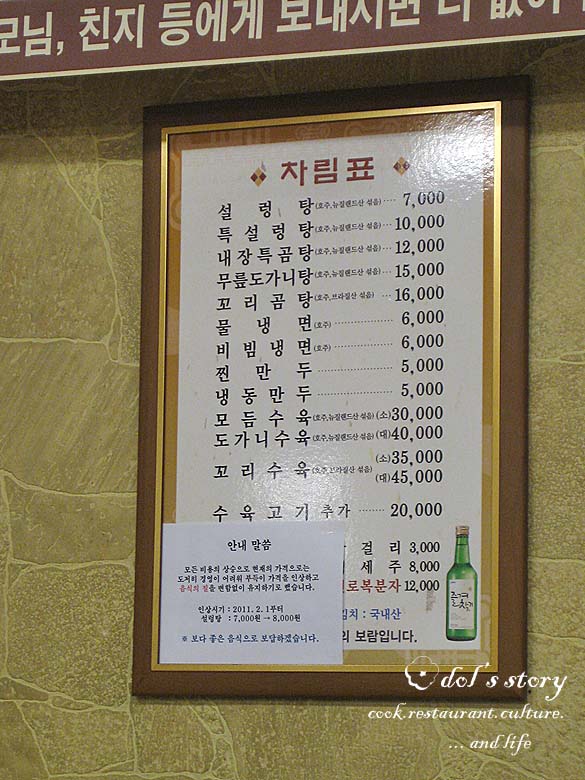 모님, 친지 등에게 보내시면 더 없이
차림표
설렁탕(호주,뉴질랜드산 섞음) ···· 7,000
특설렁탕(호주,뉴질랜드산 섞음) 10,000
내장특곰탕(호주,뉴질랜드산 섞음) 12,000
무릎도가니탕(호주,뉴질랜드산 섞음) 15,000
꼬리곰탕(호주,브라질산 섞음) ··· 16,000
물냉면(호주) ···················· 6,000
비빔냉면(호주) ···················· 6,000
찐만두 ···················· 5,000
냉동만두 ···················· 5,000
모듬수육(호주,뉴질랜드산 섞음) (소)30,000
도가니수육(호주,뉴질랜드산 섞음) (대)40,000
꼬리수육(호주,브라질산 섞음) (소)35,000
(대)45,000
수육고기추가 ········ 20,000
걸리 3,000
세주 8,000
로복분자 12,000
김치 : 국내산
의 보람입니다.
안내 말씀
모든 비용의 상승으로 현재의 가격으로는
도저히 경영이 어려워 부득이 가격을 인상하고
음식의 질을 변함없이 유지하기로 했습니다.
인상시기 : 2011. 2.1부터
설렁탕 : 7,000원 → 8,000원
※ 보다 좋은 음식으로 보답하겠습니다.
dol's story
cook.restaurant.culture.
... and life